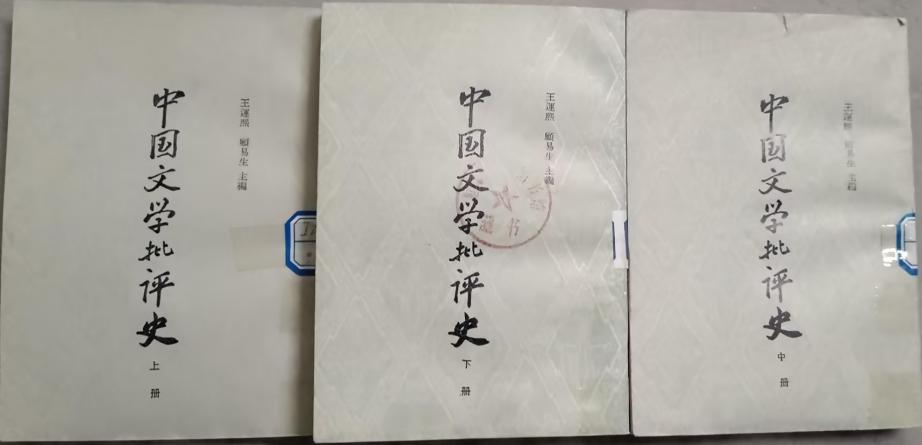 王運熙 顧易生 主編
中国文学批评史
上册
王運熙 顧易生 主編
中国文学批评史
下册
藏书
王運熙 顧易生 主編
中国文学批评史
中册